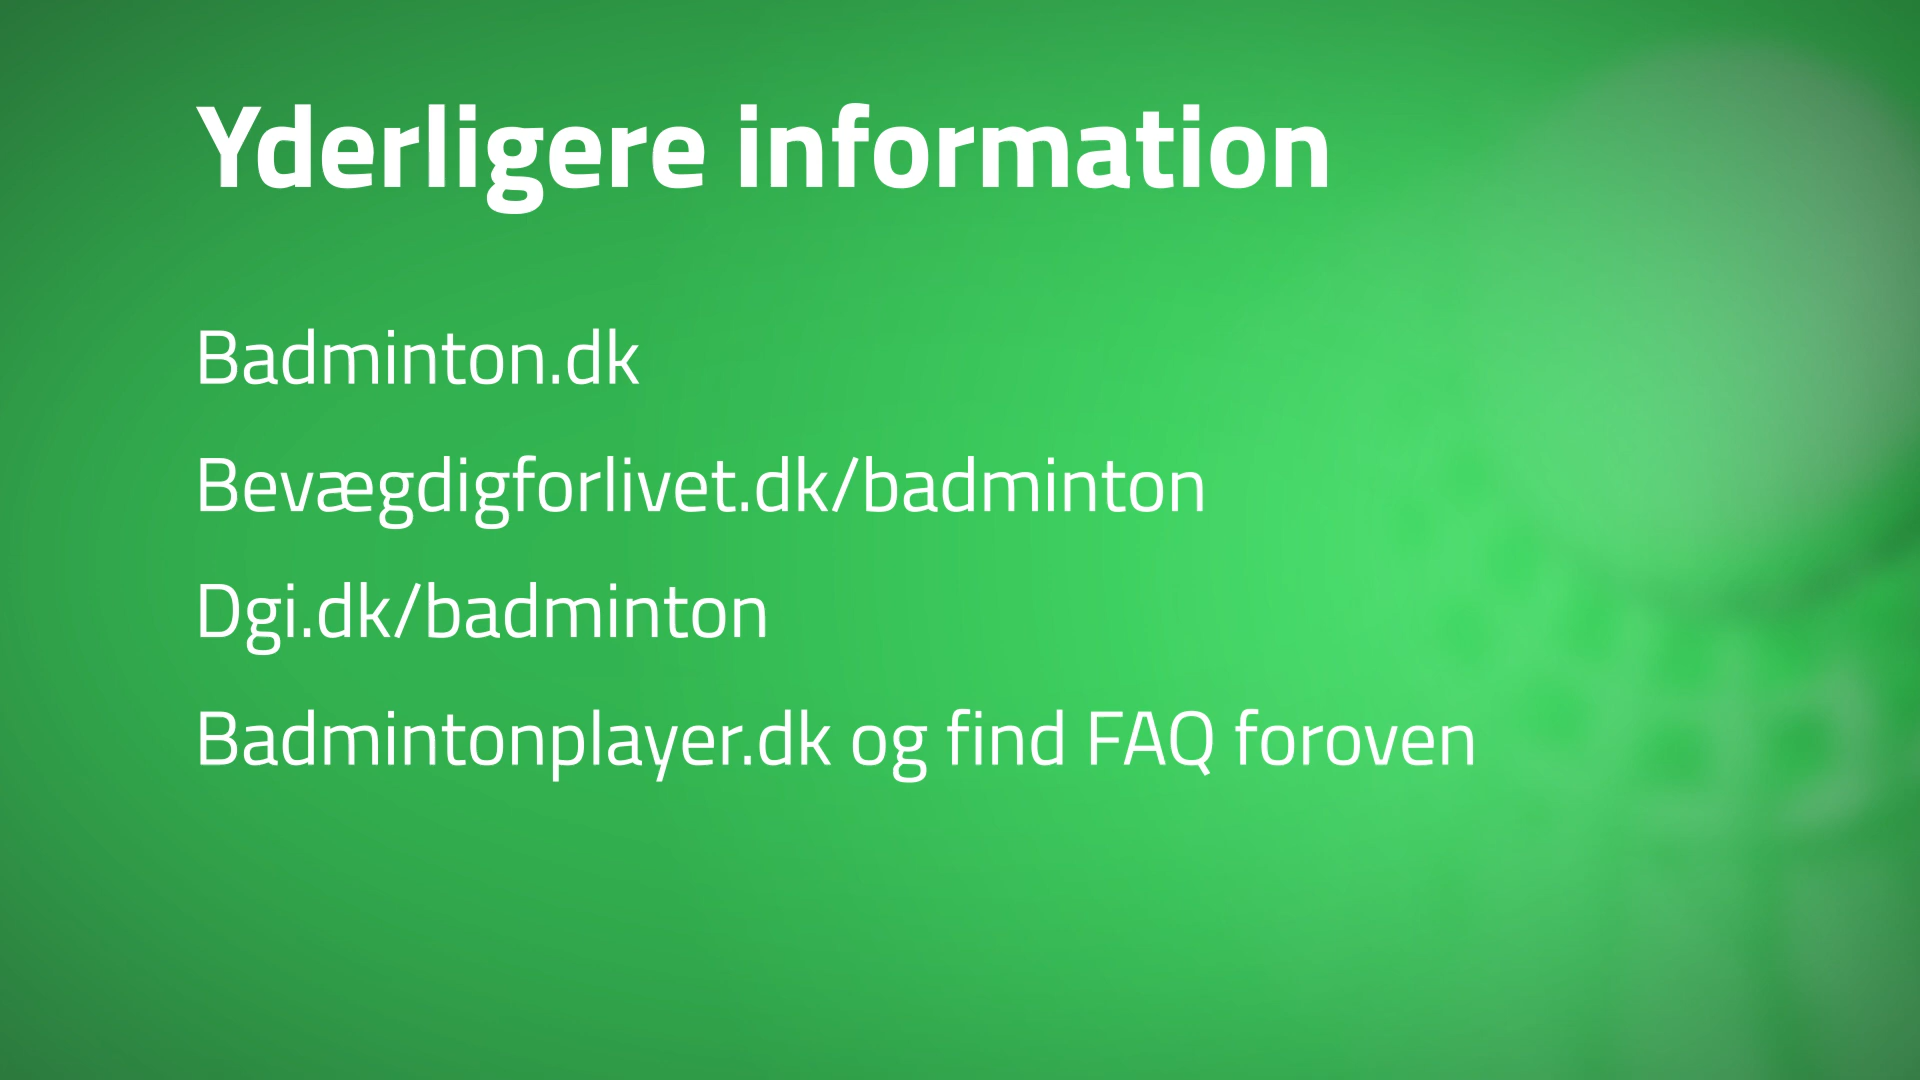 Yderligere information
Badminton.dk
Bevægdigforlivet.dk/badminton
Dgi.dk/badminton
Badmintonplayer.dk og find FAQ foroven